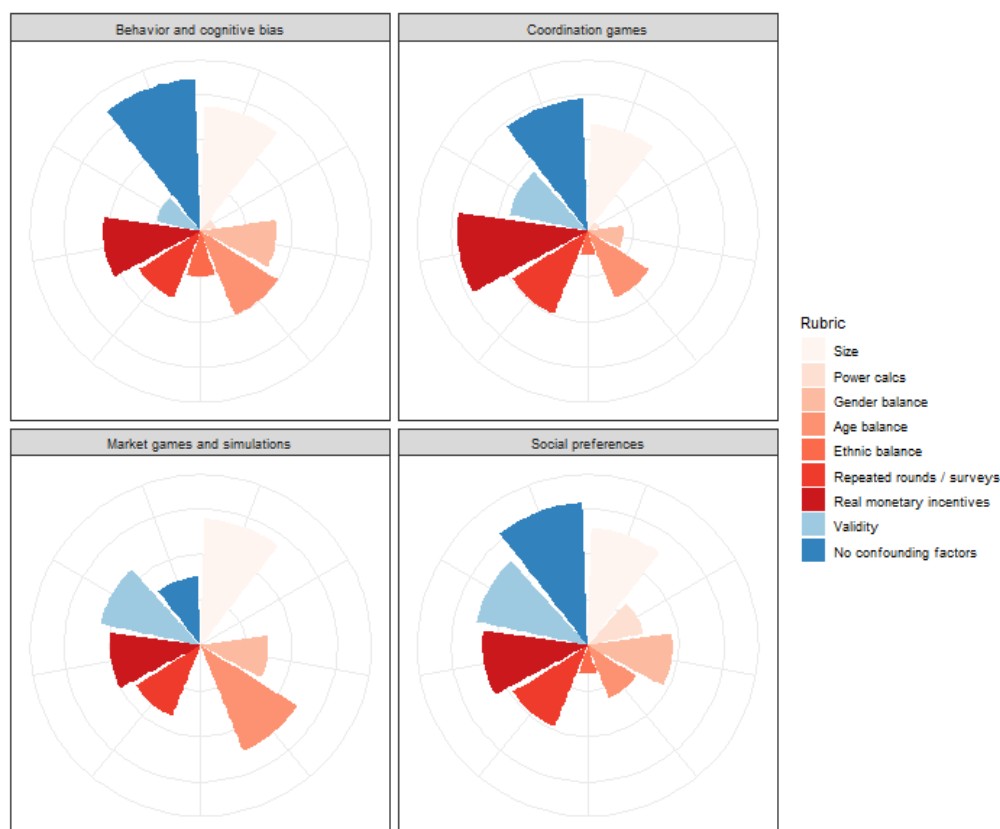 Behavior and cognitive bias
Coordination games
Market games and simulations
Social preferences
Rubric
Size
Power calcs
Gender balance
Age balance
Ethnic balance
Repeated rounds / surveys
Real monetary incentives
Validity
No confounding factors